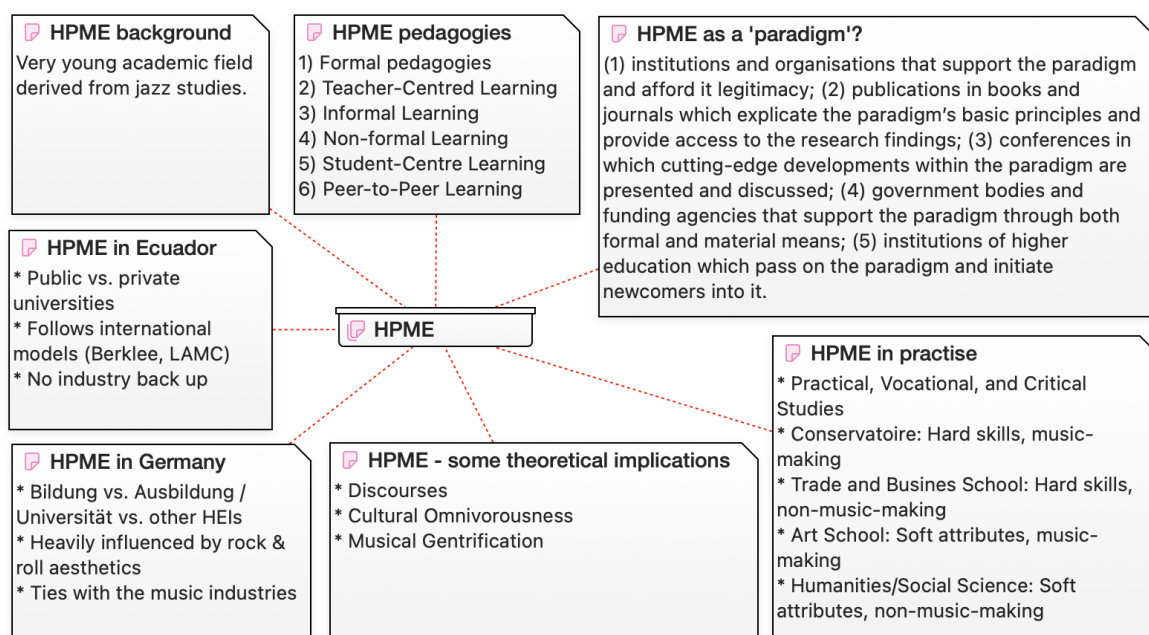 HPME background
Very young academic field
derived from jazz studies.
HPME pedagogies
1) Formal pedagogies
2) Teacher-Centred Learning
3) Informal Learning
4) Non-formal Learning
5) Student-Centre Learning
6) Peer-to-Peer Learning
HPME as a 'paradigm'?
(1) institutions and organisations that support the paradigm
and afford it legitimacy; (2) publications in books and
journals which explicate the paradigm’s basic principles and
provide access to the research findings; (3) conferences in
which cutting-edge developments within the paradigm are
presented and discussed; (4) government bodies and
funding agencies that support the paradigm through both
formal and material means; (5) institutions of higher
education which pass on the paradigm and initiate
newcomers into it.
HPME in Ecuador
* Public vs. private
universities
* Follows international
models (Berklee, LAMC)
* No industry back up
HPME
HPME in practise
* Practical, Vocational, and Critical
Studies
* Conservatoire: Hard skills, music-
making
* Trade and Busines School: Hard skills,
non-music-making
* Art School: Soft attributes, music-
making
* Humanities/Social Science: Soft
attributes, non-music-making
HPME in Germany
* Bildung vs. Ausbildung /
Universität vs. other HEIs
* Heavily influenced by rock &
roll aesthetics
* Ties with the music industries
HPME - some theoretical implications
* Discourses
* Cultural Omnivorousness
* Musical Gentrification